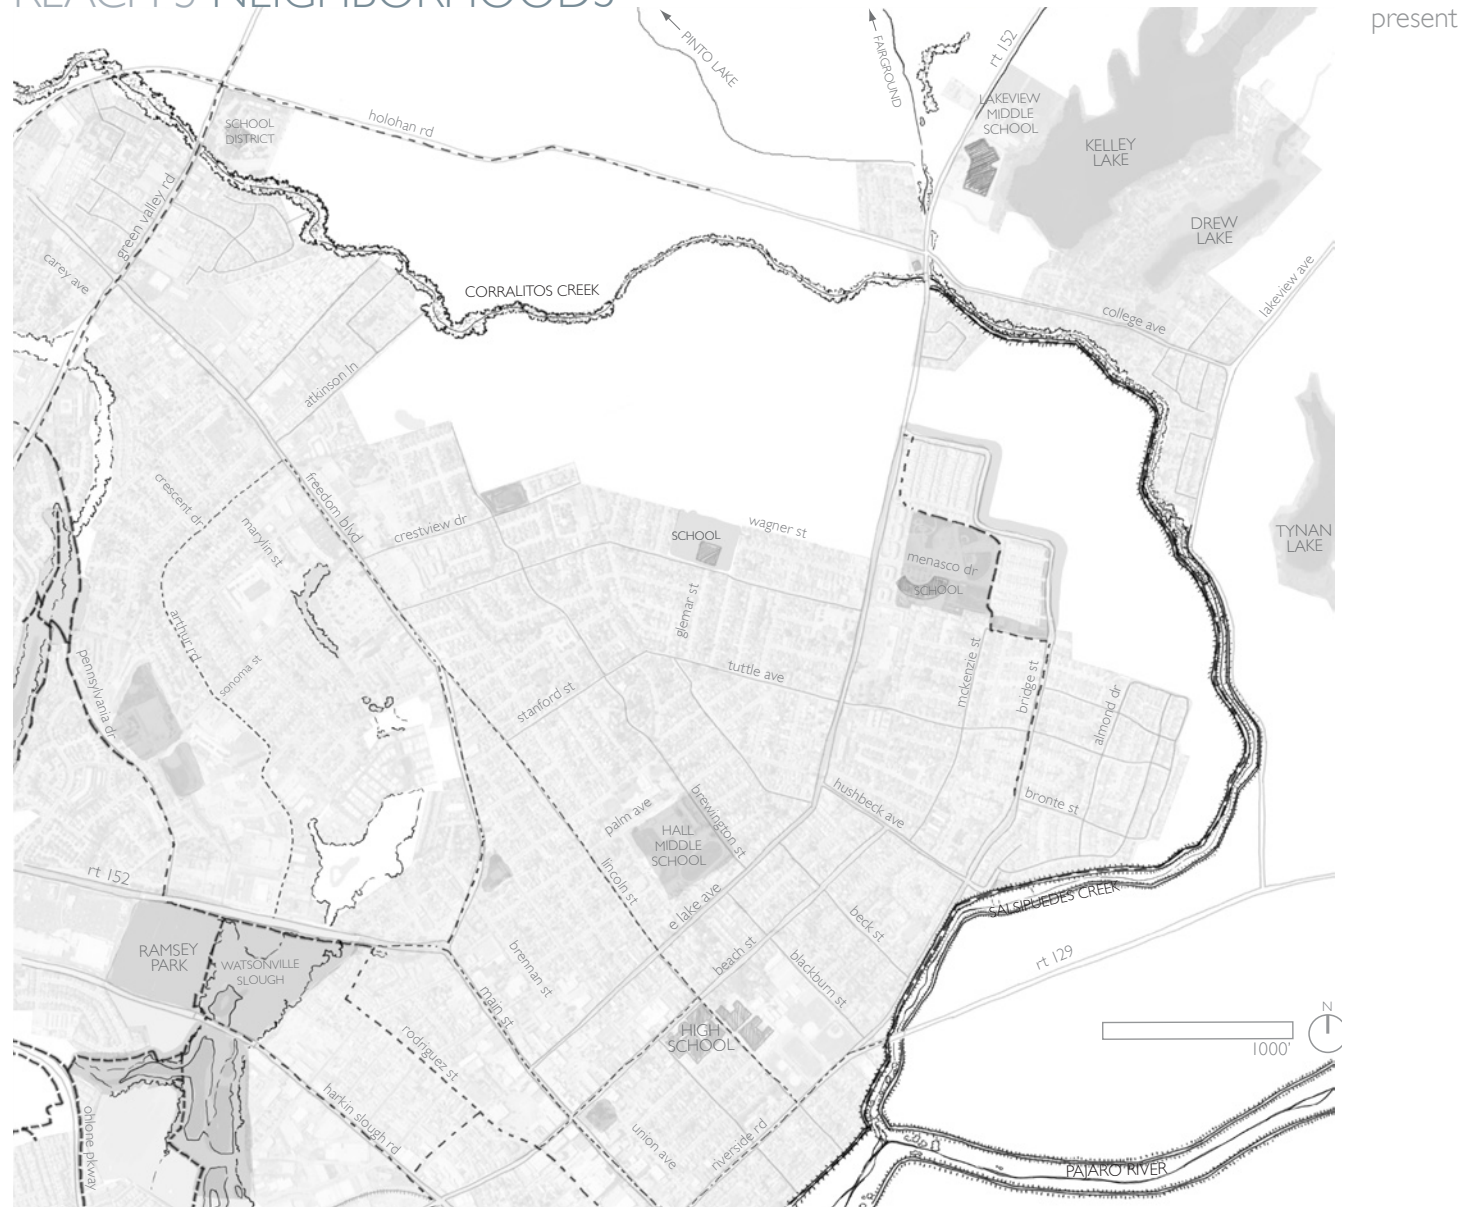 REACH 3 NEIGHBORHOODS
present
PINTO LAKE
FAIRGROUND
rt 152
LAKEVIEW
MIDDLE
SCHOOL
KELLEY
LAKE
SCHOOL
DISTRICT
holohan rd
green valley rd
DREW
LAKE
carey ave
CORRALITOS CREEK
lakeview ave
college ave
atkinson ln
crescent dr
marylin st
freedom blvd
crestview dr
SCHOOL
wagner st
TYNAN
LAKE
menasco dr
SCHOOL
glemar st
arthur rd
pennsylvania dr
sonoma st
stanford st
tuttle ave
mckenzie st
bridge st
almond dr
hushbeck ave
bronte st
palm ave
brewington st
HALL
MIDDLE
SCHOOL
rt 152
lincoln st
e lake ave
SALSIPUEDES CREEK
beck st
RAMSEY
PARK
WATSONVILLE
SLOUGH
brennan st
beach st
blackburn st
rt 129
main st
N
1000'
HIGH
SCHOOL
rodriguez st
harkin slough rd
ohlone pkway
union ave
riverside rd
PAJARO RIVER